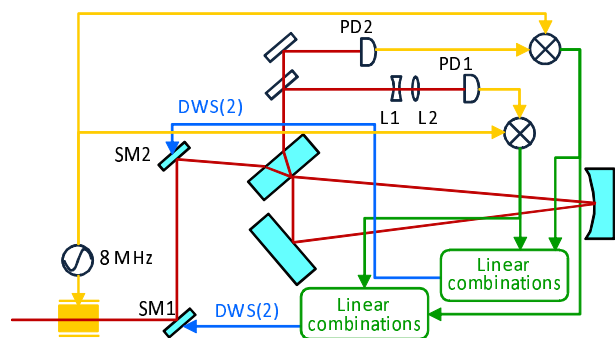 PD2
PD1
DWS(2)
L1 L2
SM2
8 MHz
Linear
combinations
SM1
DWS(2)
Linear
combinations